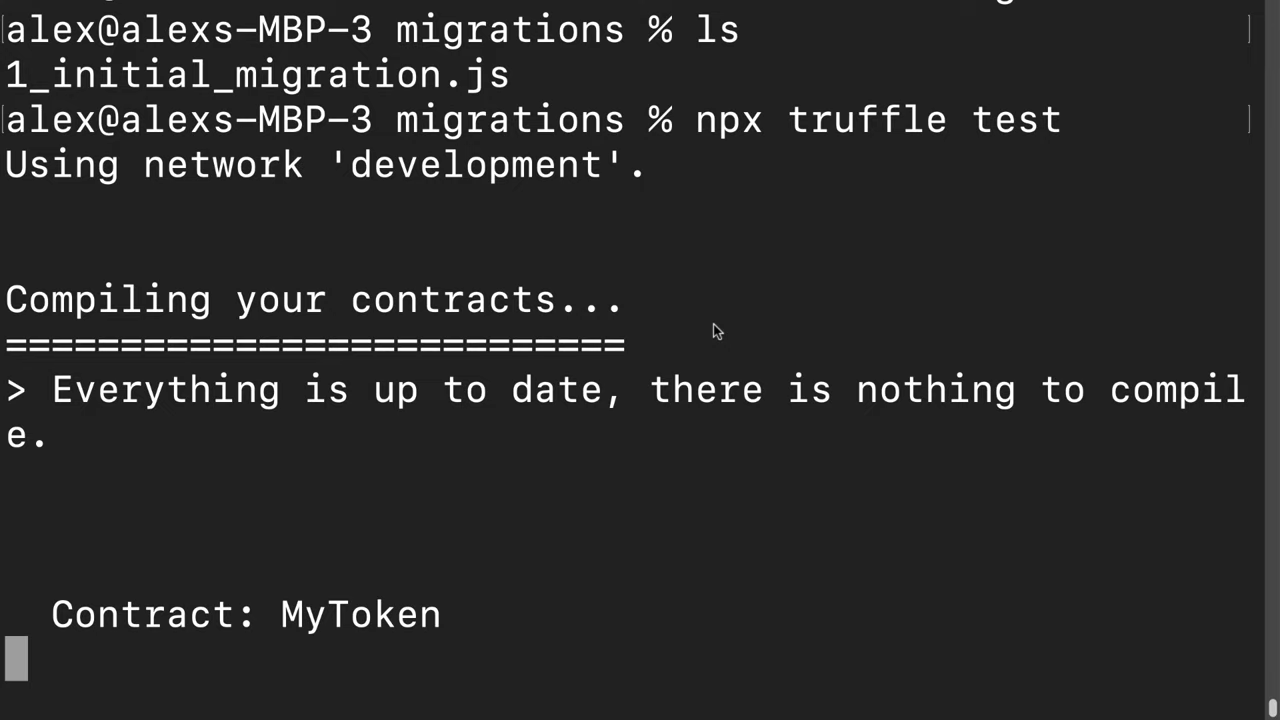 alex@alexs-MBP-3 migrations % ls
1_initial_migration.js
alex@alexs-MBP-3 migrations % npx truffle test
Using network 'development'.
Compiling your contracts...
===========================
> Everything is up to date, there is nothing to compil
e.
Contract: MyToken